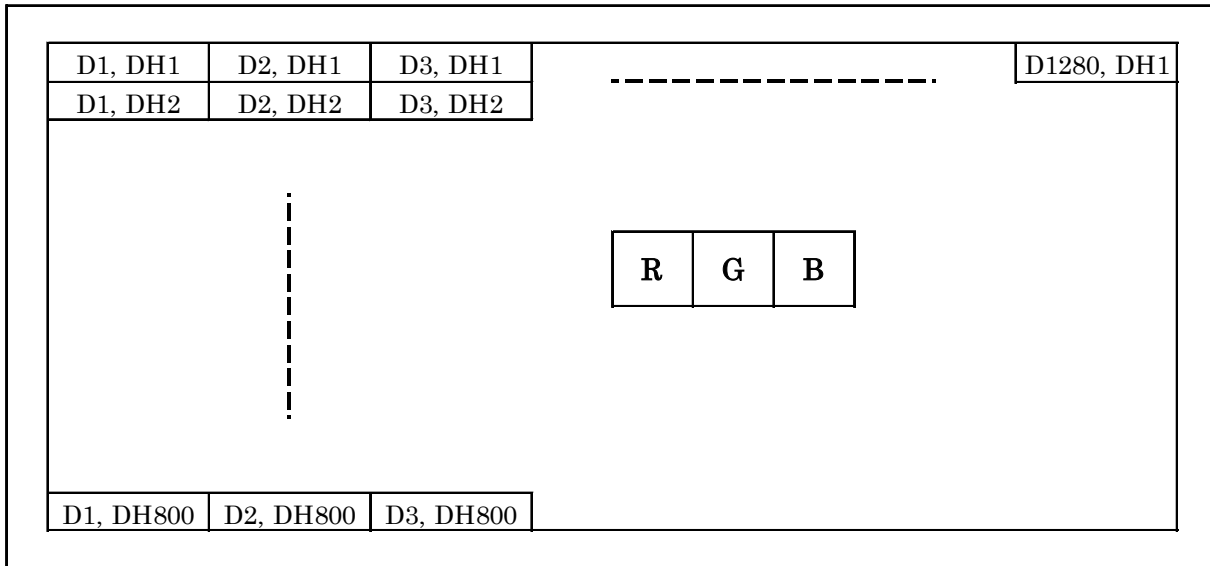 D1, DH1 D2, DH1 D3, DH1 D1280, DH1
D1, DH2 D2, DH2 D3, DH2
R G B
D1, DH800 D2, DH800 D3, DH800